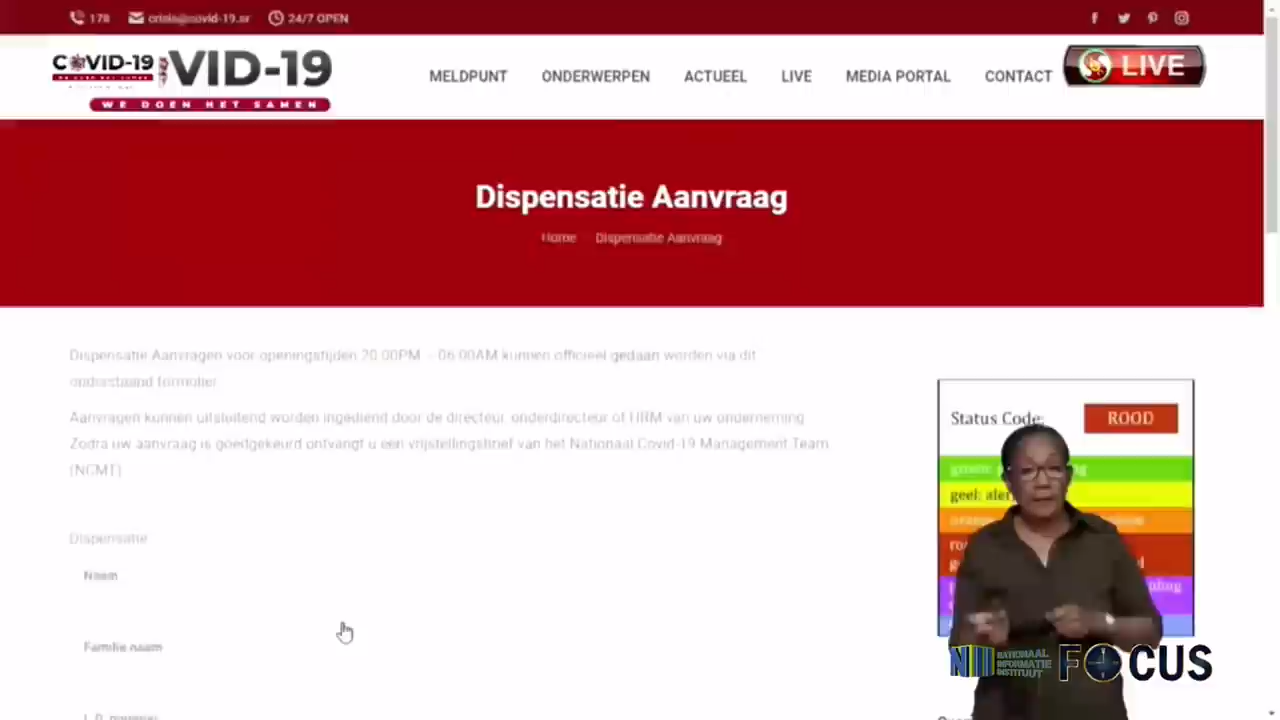 178 crisis@covid-19.sr 24/7 OPEN
COVID-19
VID-19
WE DOEN HET SAMEN
MELDPUNT ONDERWERPEN ACTUEEL LIVE MEDIA PORTAL CONTACT
LIVE
Dispensatie Aanvraag
Home Dispensatie Aanvraag
Dispensatie Aanvragen voor openingstijden 20.00PM - 06:00AM kunnen officieel gedaan worden via dit
onderstaand formulier.
Aanvragen kunnen uitsluitend worden ingediend door de directeur, onderdirecteur of HRM van uw onderneming
Zodra uw aanvraag is goedgekeurd ontvangt u een vrijstellingsbrief van het Nationaal Covid-19 Management Team
(NCMT)
Status Code: ROOD
geel:
Dispensatie
Naam
Familie naam
NATIONAAL
INFORMATIE
INSTITUUT
FOCUS